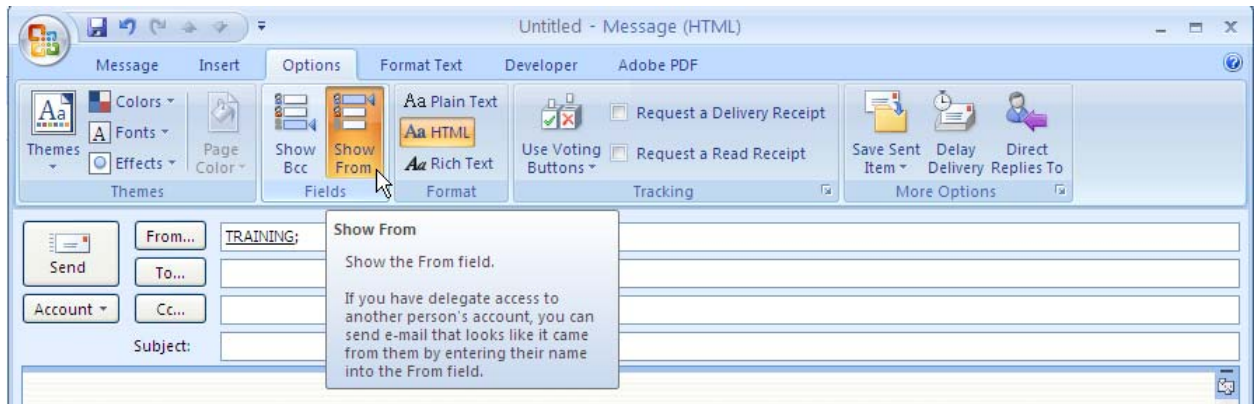 Untitled - Message (HTML)
Message Insert Options Format Text Developer Adobe PDF
Aa Colors Aa Plain Text Request a Delivery Receipt
A Fonts Aa HTML
Themes Effects Page Color Show Bcc Show From Aa Rich Text Use Voting Buttons Request a Read Receipt Save Sent Item Delay Delivery Direct Replies To
Themes Fields Format Tracking More Options
From... TRAINING;
Send To...
Account Cc...
Subject:
Show From
Show the From field.
If you have delegate access to
another person's account, you can
send e-mail that looks like it came
from them by entering their name
into the From field.